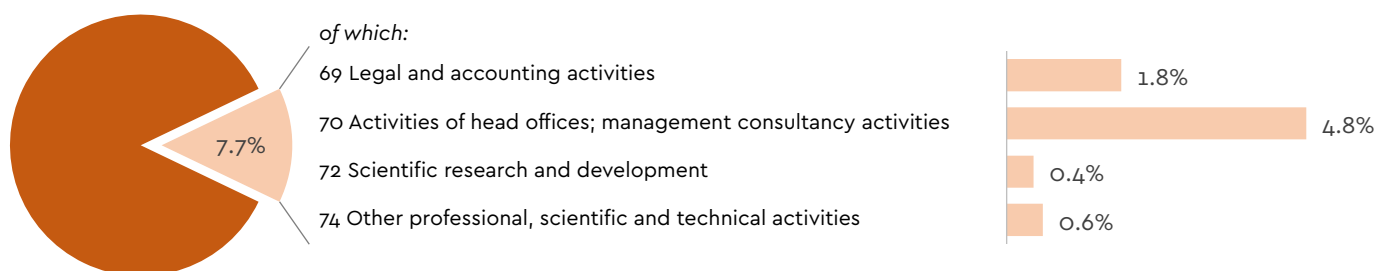 of which:
69 Legal and accounting activities
1.8%
70 Activities of head offices; management consultancy activities
4.8%
7.7%
72 Scientific research and development
0.4%
74 Other professional, scientific and technical activities
0.6%